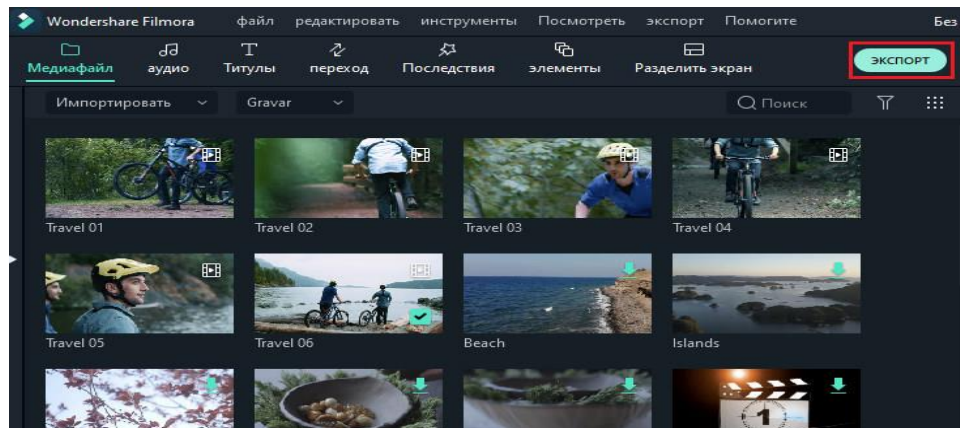 Wondershare Filmora файл редактировать инструменты Посмотреть экспорт Помогите Без
Медиафайл аудио Титулы переход Последствия элементы Разделить экран экспорт
Импортировать Gravar Поиск
Travel 01 Travel 02 Travel 03 Travel 04
Travel 05 Travel 06 Beach Islands
1